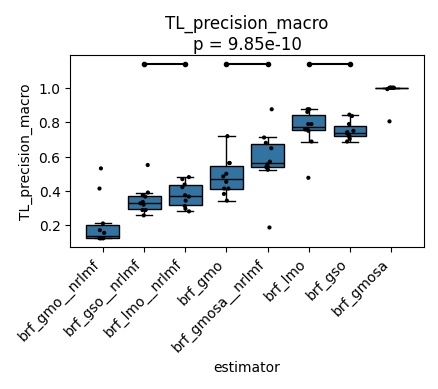 TL_precision_macro
p = 9.85e-10
TL_precision_macro
1.0
0.8
0.6
0.4
0.2
brf_gmo__nrlmf
brf_gso__nrlmf
brf_lmo__nrlmf
brf_gmo
brf_gmosa__nrlmf
brf_lmo
brf_gso
brf_gmosa
estimator